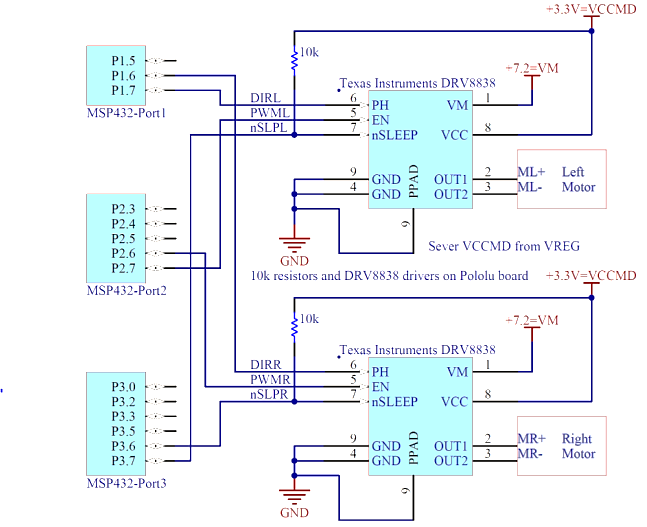 +3.3V=VCCMD
10k
+7.2=VM
P1.5
P1.6
P1.7
MSP432-Port1
Texas Instruments DRV8838
DIRL
PWML
nSLPL
6
5
7
PH
EN
nSLEEP
VM
VCC
1
8
9
4
GND
GND
PPAD
OUT1
OUT2
2
3
ML+ Left
ML- Motor
9
GND
Sever VCCMD from VREG
10k resistors and DRV8838 drivers on Pololu board
P2.3
P2.4
P2.5
P2.6
P2.7
MSP432-Port2
+3.3V=VCCMD
10k
+7.2=VM
Texas Instruments DRV8838
DIRR
PWMR
nSLPR
6
5
7
PH
EN
nSLEEP
VM
VCC
1
8
P3.0
P3.2
P3.3
P3.5
P3.6
P3.7
MSP432-Port3
9
4
GND
GND
PPAD
OUT1
OUT2
2
3
MR+ Right
MR- Motor
9
GND